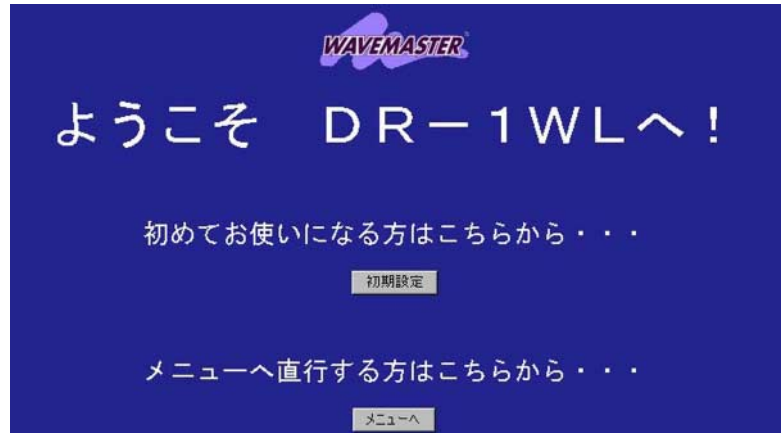 WAVEMASTER
ようこそ　ＤＲ－１ＷＬへ！
初めてお使いになる方はこちらから・・・
初期設定
メニューへ直行する方はこちらから・・・
メニューへ